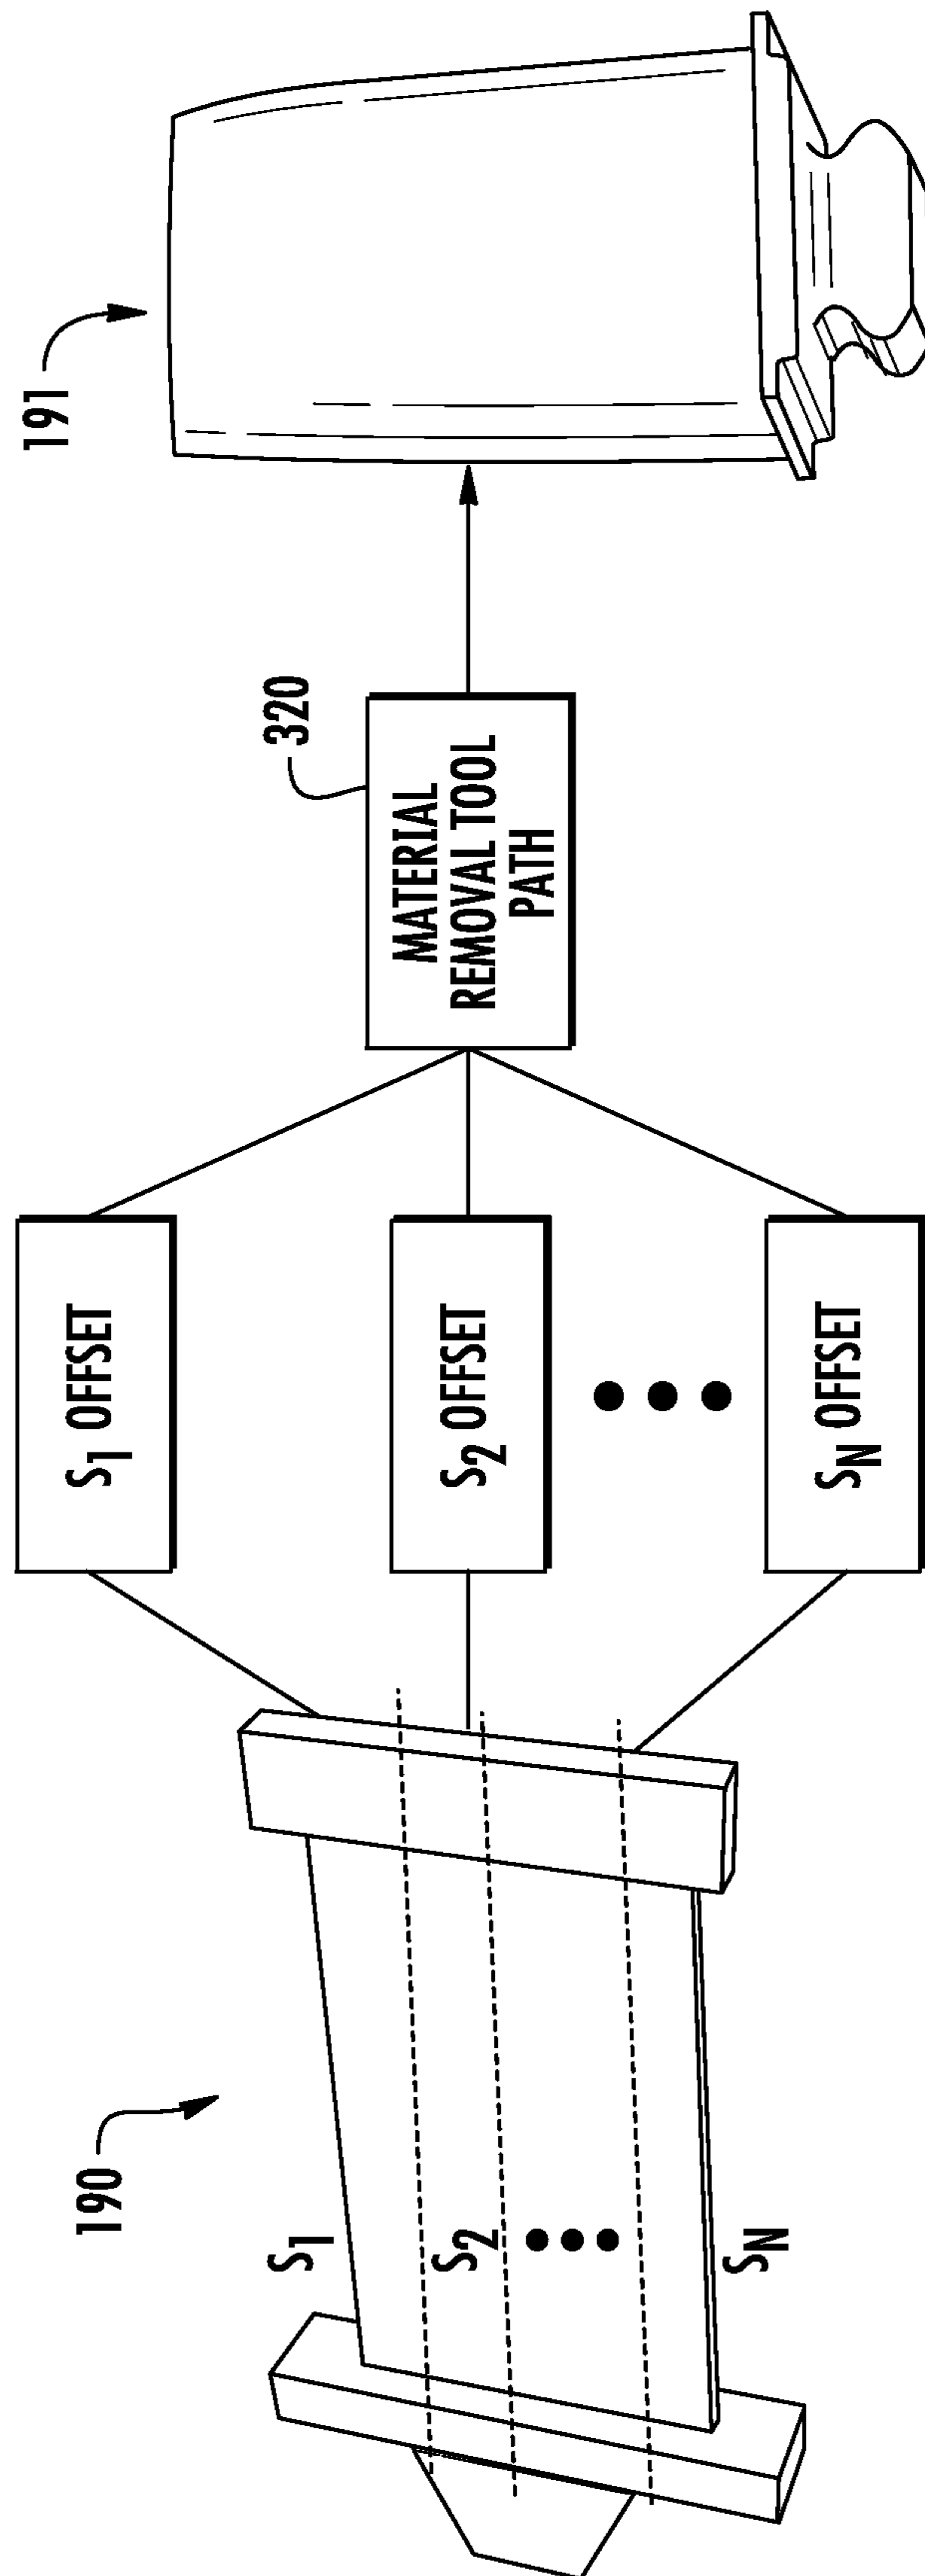 190
S1
S2
SN
S1 OFFSET
S2 OFFSET
SN OFFSET
320
MATERIAL
REMOVAL TOOL
PATH
191